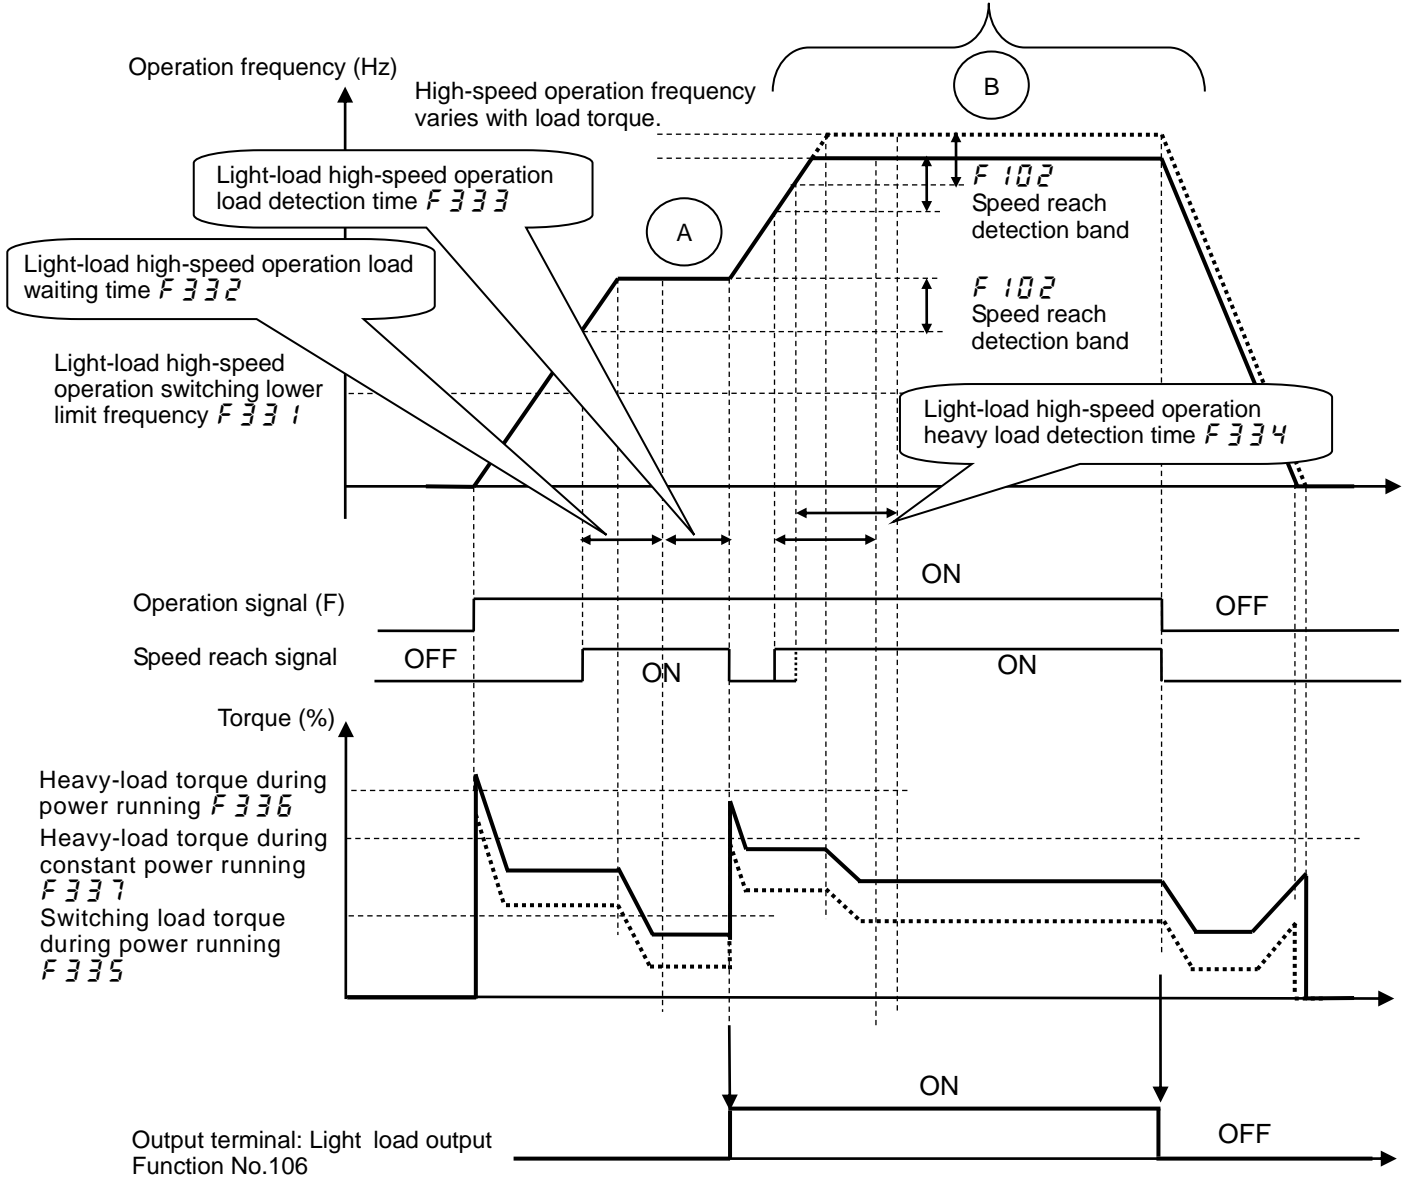 Operation frequency (Hz)
High-speed operation frequency
varies with load torque.
B
Light-load high-speed operation
load detection time F333
A
F102
Speed reach
detection band
Light-load high-speed operation load
waiting time F332
F102
Speed reach
detection band
Light-load high-speed
operation switching lower
limit frequency F331
Light-load high-speed operation
heavy load detection time F334
ON
Operation signal (F)
OFF
Speed reach signal
OFF
ON
ON
Torque (%)
Heavy-load torque during
power running F336
Heavy-load torque during
constant power running
F337
Switching load torque
during power running
F335
ON
Output terminal: Light load output
Function No.106
OFF